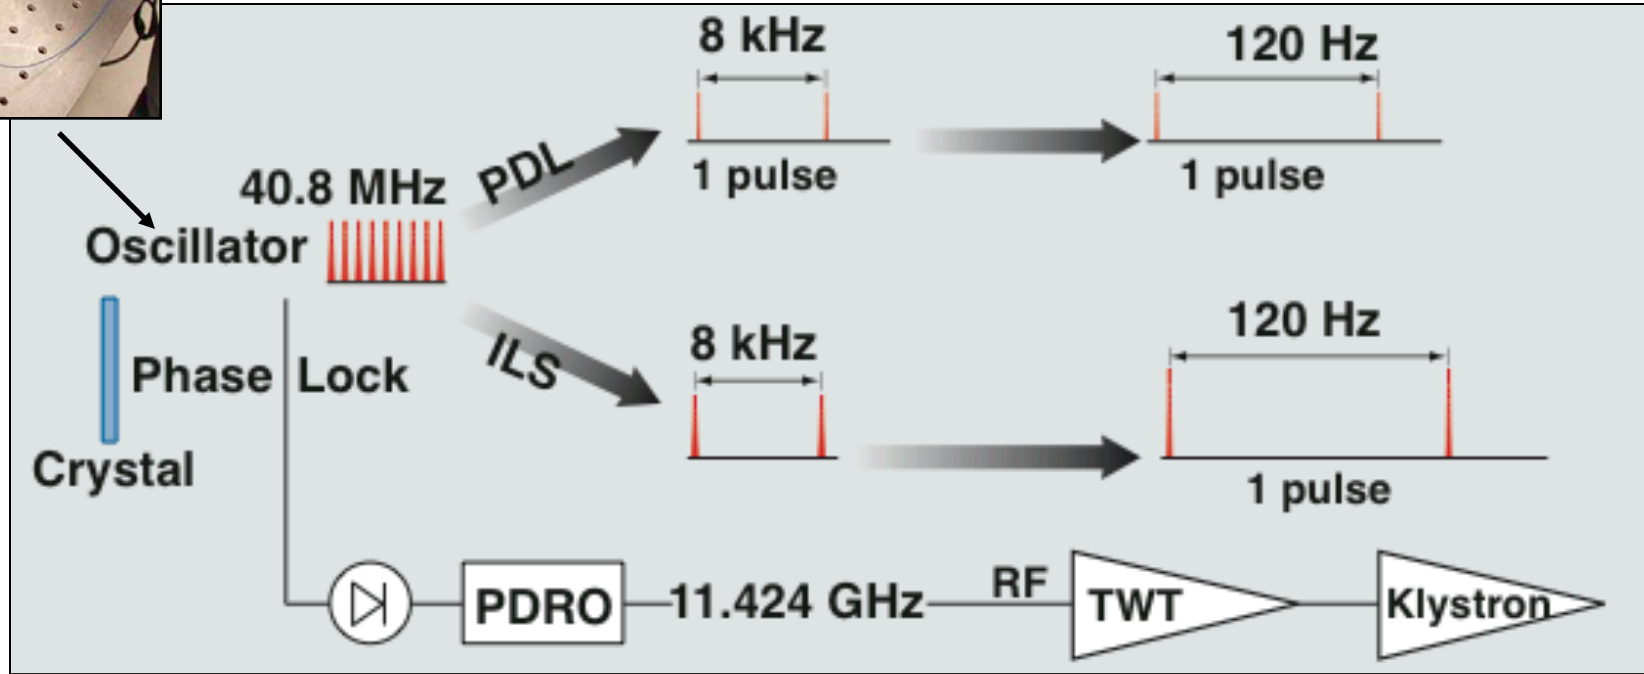 8 kHz
120 Hz
PDL
1 pulse
1 pulse
40.8 MHz
Oscillator
ILS
8 kHz
120 Hz
Phase Lock
Crystal
1 pulse
PDRO
11.424 GHz
RF
TWT
Klystron